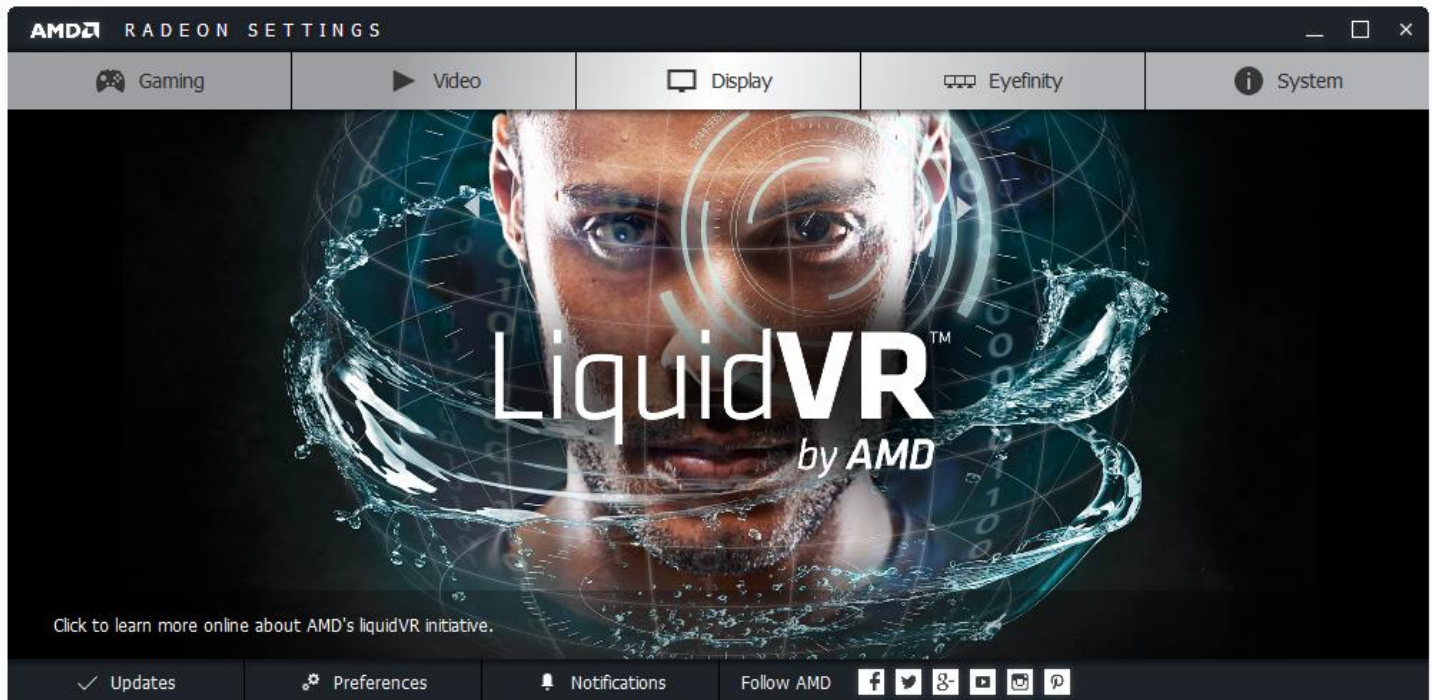 AMD RADEON SETTINGS
Gaming Video Display Eyefinity System
LiquidVR™
by AMD
Click to learn more online about AMD's liquidVR initiative.
Updates Preferences Notifications Follow AMD